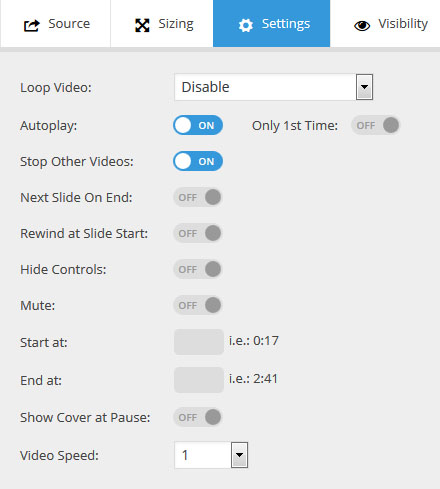 Source Sizing Settings Visibility
Loop Video: Disable
Autoplay: ON Only 1st Time: OFF
Stop Other Videos: ON
Next Slide On End: OFF
Rewind at Slide Start: OFF
Hide Controls: OFF
Mute: OFF
Start at: i.e.: 0:17
End at: i.e.: 2:41
Show Cover at Pause: OFF
Video Speed: 1